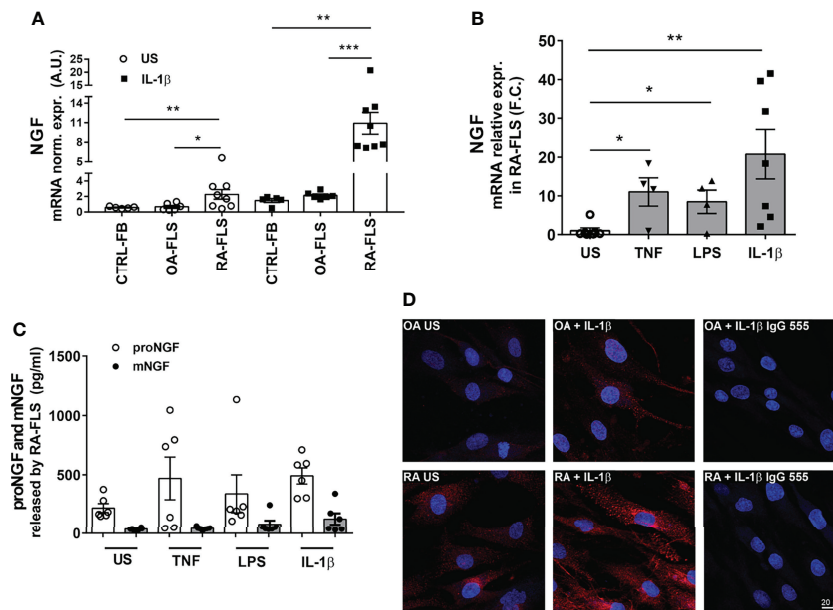 A
US
IL-1β
NGF
mRNA norm. expr. (A.U.)
25
20
15
11
8
5
2
4
2
0
**
*
**
***
CTRL-FB
OA-FLS
RA-FLS
CTRL-FB
OA-FLS
RA-FLS
B
NGF
mRNA relative expr.
in RA-FLS (F.C.)
50
40
30
20
10
0
*
*
**
US
TNF
LPS
IL-1β
C
proNGF
mNGF
proNGF and mNGF
released by RA-FLS (pg/ml)
1500
1000
500
0
US
TNF
LPS
IL-1β
D
OA US
OA + IL-1β
OA + IL-1β IgG 555
RA US
RA + IL-1β
RA + IL-1β IgG 555
20